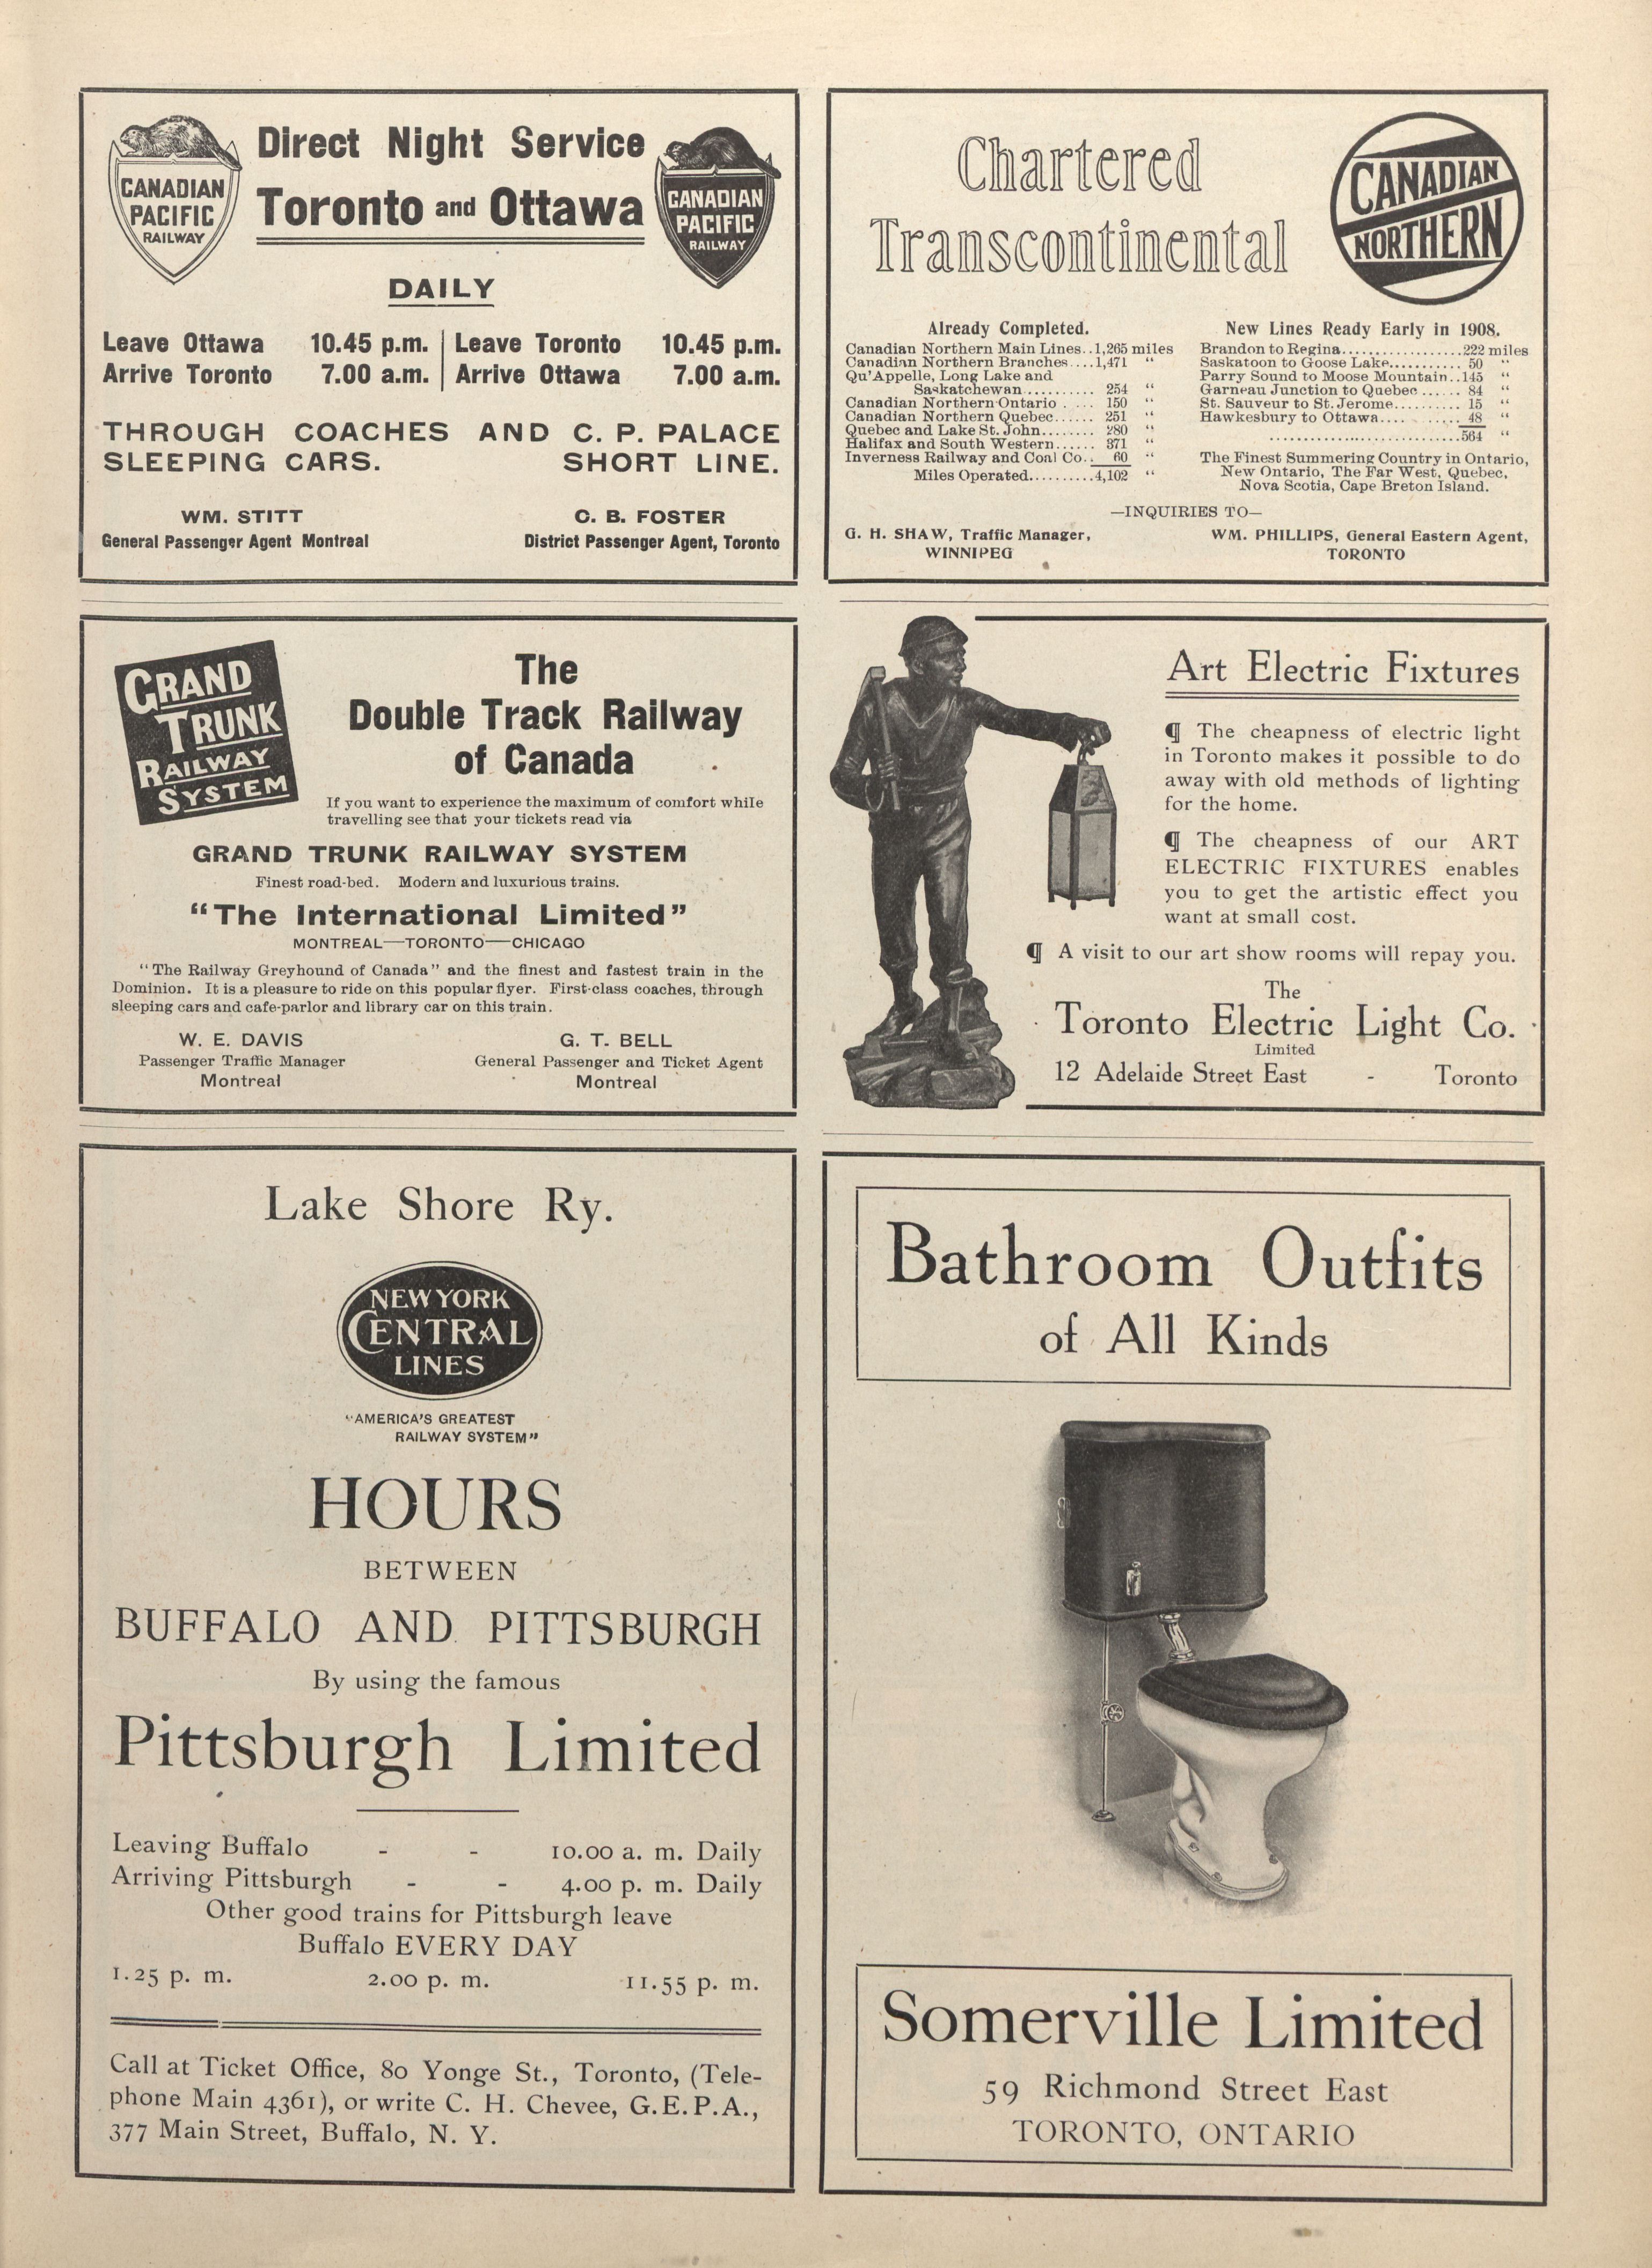 CANADIAN
PACIFIC
RAILWAY
Direct Night Service
Toronto and Ottawa
CANADIAN
PACIFIC
RAILWAY
DAILY
Leave Ottawa 10.45 p.m. Leave Toronto 10.45 p.m.
Arrive Toronto 7.00 a.m. Arrive Ottawa 7.00 a.m.
THROUGH COACHES AND C. P. PALACE
SLEEPING CARS. SHORT LINE.
WM. STITT C. B. FOSTER
General Passenger Agent Montreal District Passenger Agent, Toronto
Chartered
Transcontinental
CANADIAN
NORTHERN
Already Completed.
Canadian Northern Main Lines..1,265 miles
Canadian Northern Branches....1,471 "
Qu'Appelle, Long Lake and
Saskatchewan........... 254 "
Canadian Northern Ontario . .... 150 "
Canadian Northern Quebec...... 251 "
Quebec and Lake St. John........ 280 "
Halifax and South Western...... 371 "
Inverness Railway and Coal Co.. 60 "
Miles Operated..........4,102 "
New Lines Ready Early in 1908.
Brandon to Regina..................222 miles
Saskatoon to Goose Lake............ 50 "
Parry Sound to Moose Mountain..145 "
Garneau Junction to Quebec ...... 84 "
St. Sauveur to St. Jerome.......... 15 "
Hawkesbury to Ottawa.... ...... 48 "
............................564 "
The Finest Summering Country in Ontario,
New Ontario, The Far West, Quebec,
Nova Scotia, Cape Breton Island.
—INQUIRIES TO—
G. H. SHAW, Traffic Manager, WM. PHILLIPS, General Eastern Agent,
WINNIPEG TORONTO
GRAND
TRUNK
RAILWAY
SYSTEM
The
Double Track Railway
of Canada
If you want to experience the maximum of comfort while
travelling see that your tickets read via
GRAND TRUNK RAILWAY SYSTEM
Finest road-bed. Modern and luxurious trains.
"The International Limited"
MONTREAL—TORONTO—CHICAGO
"The Railway Greyhound of Canada" and the finest and fastest train in the
Dominion. It is a pleasure to ride on this popular flyer. First-class coaches, through
sleeping cars and cafe-parlor and library car on this train.
W. E. DAVIS G. T. BELL
Passenger Traffic Manager General Passenger and Ticket Agent
Montreal Montreal
Art Electric Fixtures
¶ The cheapness of electric light
in Toronto makes it possible to do
away with old methods of lighting
for the home.
¶ The cheapness of our ART
ELECTRIC FIXTURES enables
you to get the artistic effect you
want at small cost.
¶ A visit to our art show rooms will repay you.
The
Toronto Electric Light Co.
Limited
12 Adelaide Street East - Toronto
Lake Shore Ry.
NEW YORK
CENTRAL
LINES
"AMERICA'S GREATEST
RAILWAY SYSTEM"
HOURS
BETWEEN
BUFFALO AND PITTSBURGH
By using the famous
Pittsburgh Limited
Leaving Buffalo - - 10.00 a. m. Daily
Arriving Pittsburgh - - 4.00 p. m. Daily
Other good trains for Pittsburgh leave
Buffalo EVERY DAY
1.25 p. m. 2.00 p. m. 11.55 p. m.
Call at Ticket Office, 80 Yonge St., Toronto, (Tele-
phone Main 4361), or write C. H. Chevee, G.E.P.A.,
377 Main Street, Buffalo, N. Y.
Bathroom Outfits
of All Kinds
Somerville Limited
59 Richmond Street East
TORONTO, ONTARIO